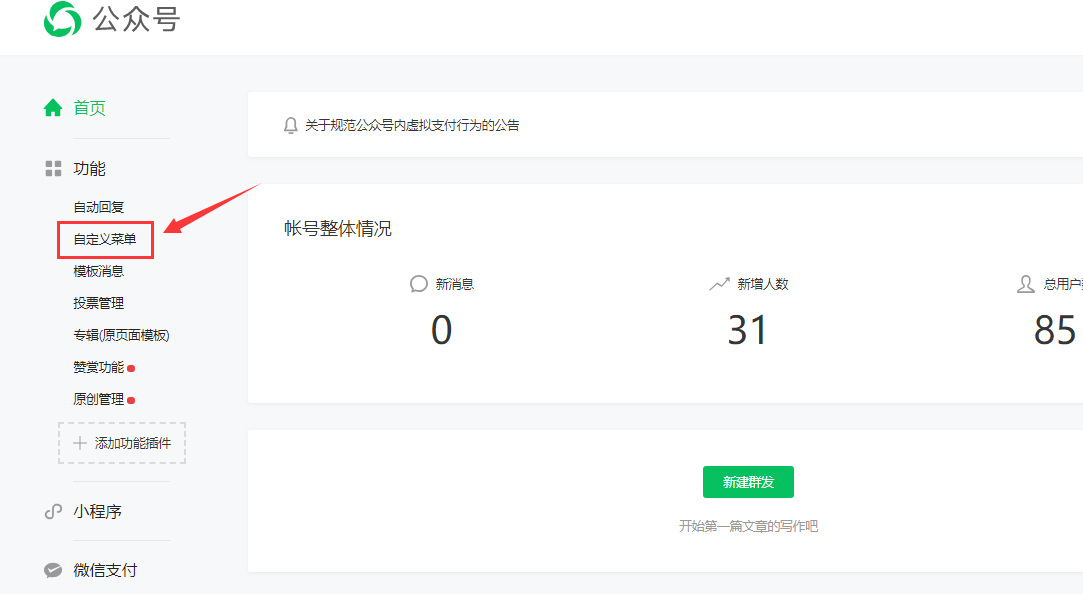 公众号
首页
功能
自动回复
自定义菜单
模板消息
投票管理
专辑(原页面模板)
赞赏功能
原创管理
添加功能插件
小程序
微信支付
关于规范公众号内虚拟支付行为的公告
帐号整体情况
新消息
0
新增人数
31
总用户
85
新建群发
开始第一篇文章的写作吧